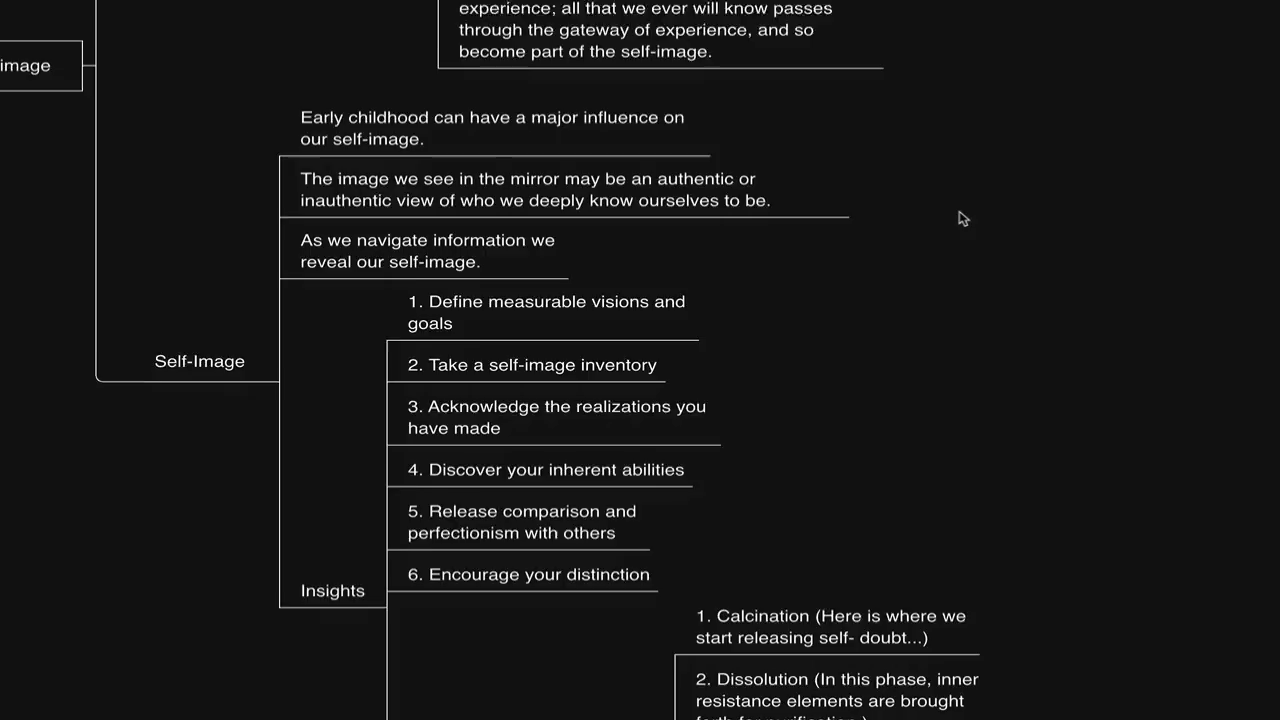 experience; all that we ever will know passes
through the gateway of experience, and so
become part of the self-image.
image
Early childhood can have a major influence on
our self-image.
The image we see in the mirror may be an authentic or
inauthentic view of who we deeply know ourselves to be.
As we navigate information we
reveal our self-image.
Self-Image
1. Define measurable visions and
goals
2. Take a self-image inventory
3. Acknowledge the realizations you
have made
4. Discover your inherent abilities
5. Release comparison and
perfectionism with others
6. Encourage your distinction
Insights
1. Calcination (Here is where we
start releasing self- doubt...)
2. Dissolution (In this phase, inner
resistance elements are brought
forth for purification.)